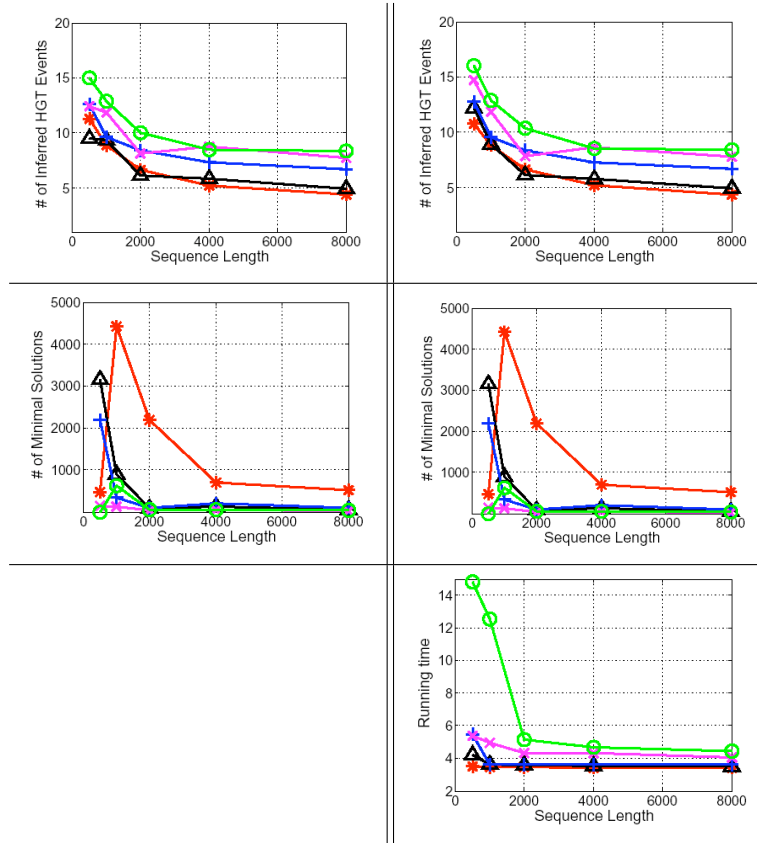 20
15
10
5
0 2000 4000 6000 8000
Sequence Length
# of Inferred HGT Events
20
15
10
5
0 2000 4000 6000 8000
Sequence Length
# of Inferred HGT Events
5000
4000
3000
2000
1000
0 2000 4000 6000 8000
Sequence Length
# of Minimal Solutions
5000
4000
3000
2000
1000
0 2000 4000 6000 8000
Sequence Length
# of Minimal Solutions
14
12
10
8
6
4
2
0 2000 4000 6000 8000
Sequence Length
Running time